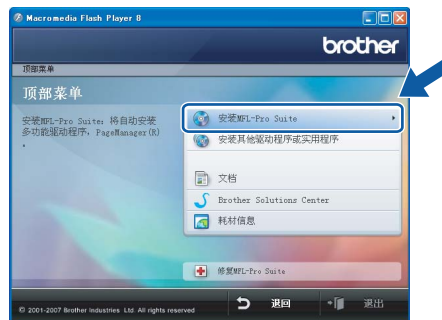 Macromedia Flash Player 8
brother
顶部菜单
顶部菜单
安装MFL-Pro Suite：将自动安装
多功能驱动程序，PageManager(R)
.
安装MFL-Pro Suite
安装其他驱动程序或实用程序
文档
Brother Solutions Center
耗材信息
修复MFL-Pro Suite
© 2001-2007 Brother Industries Ltd. All rights reserved
退回
退出